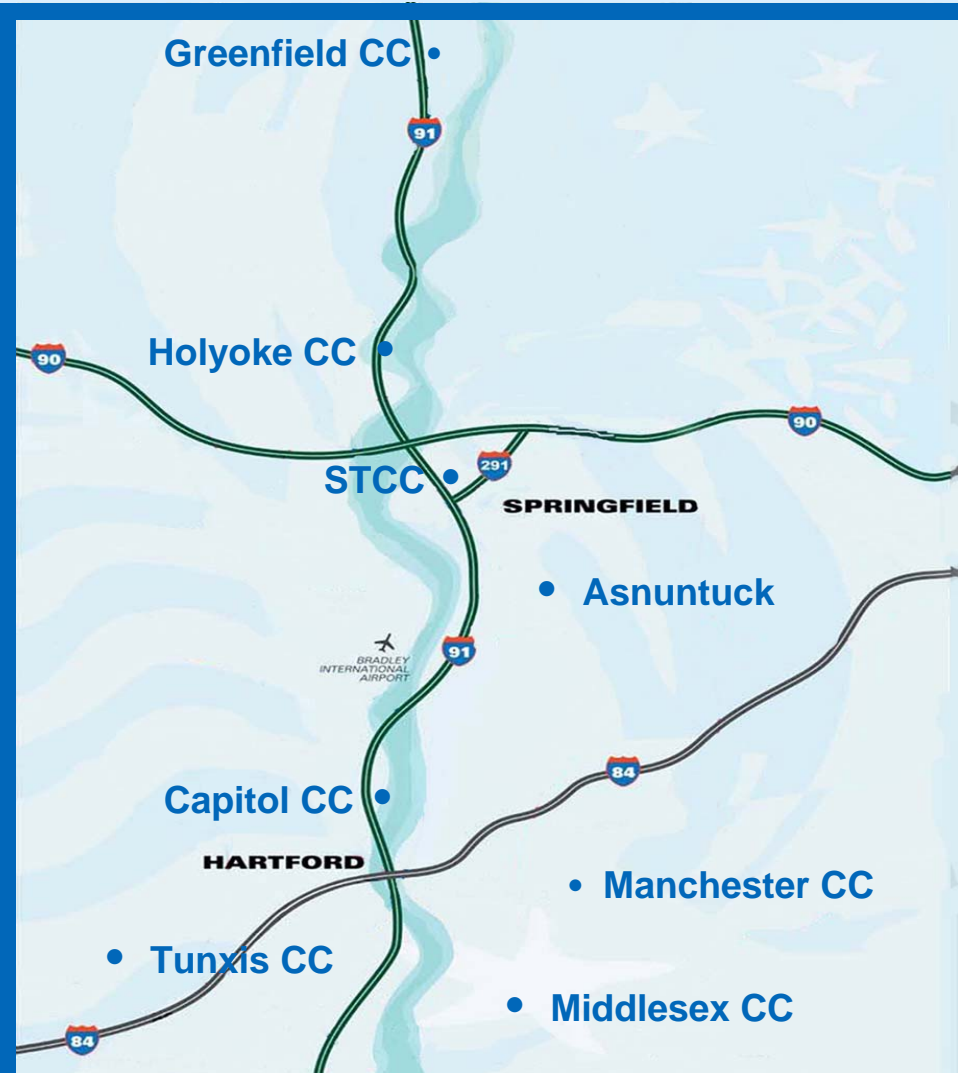 Greenfield CC
91
Holyoke CC
90
90
STCC
291
SPRINGFIELD
Asnuntuck
91
BRADLEY
INTERNATIONAL
AIRPORT
84
Capitol CC
HARTFORD
Manchester CC
Tunxis CC
Middlesex CC
84